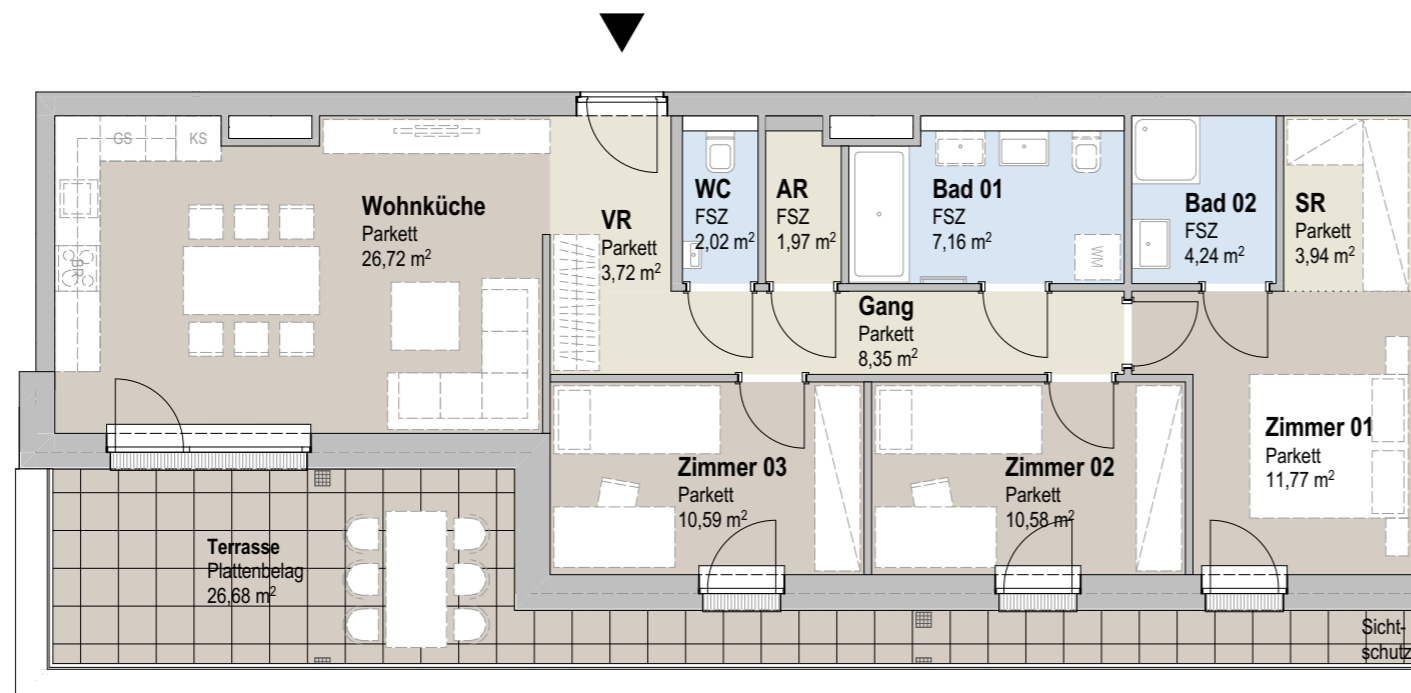 GS
KS
BR
Wohnküche
Parkett
26,72 m²
VR
Parkett
3,72 m²
WC
FSZ
2,02 m²
AR
FSZ
1,97 m²
Bad 01
FSZ
7,16 m²
WM
Bad 02
FSZ
4,24 m²
SR
Parkett
3,94 m²
Gang
Parkett
8,35 m²
Zimmer 03
Parkett
10,59 m²
Zimmer 02
Parkett
10,58 m²
Zimmer 01
Parkett
11,77 m²
Terrasse
Plattenbelag
26,68 m²
Sicht-
schutz